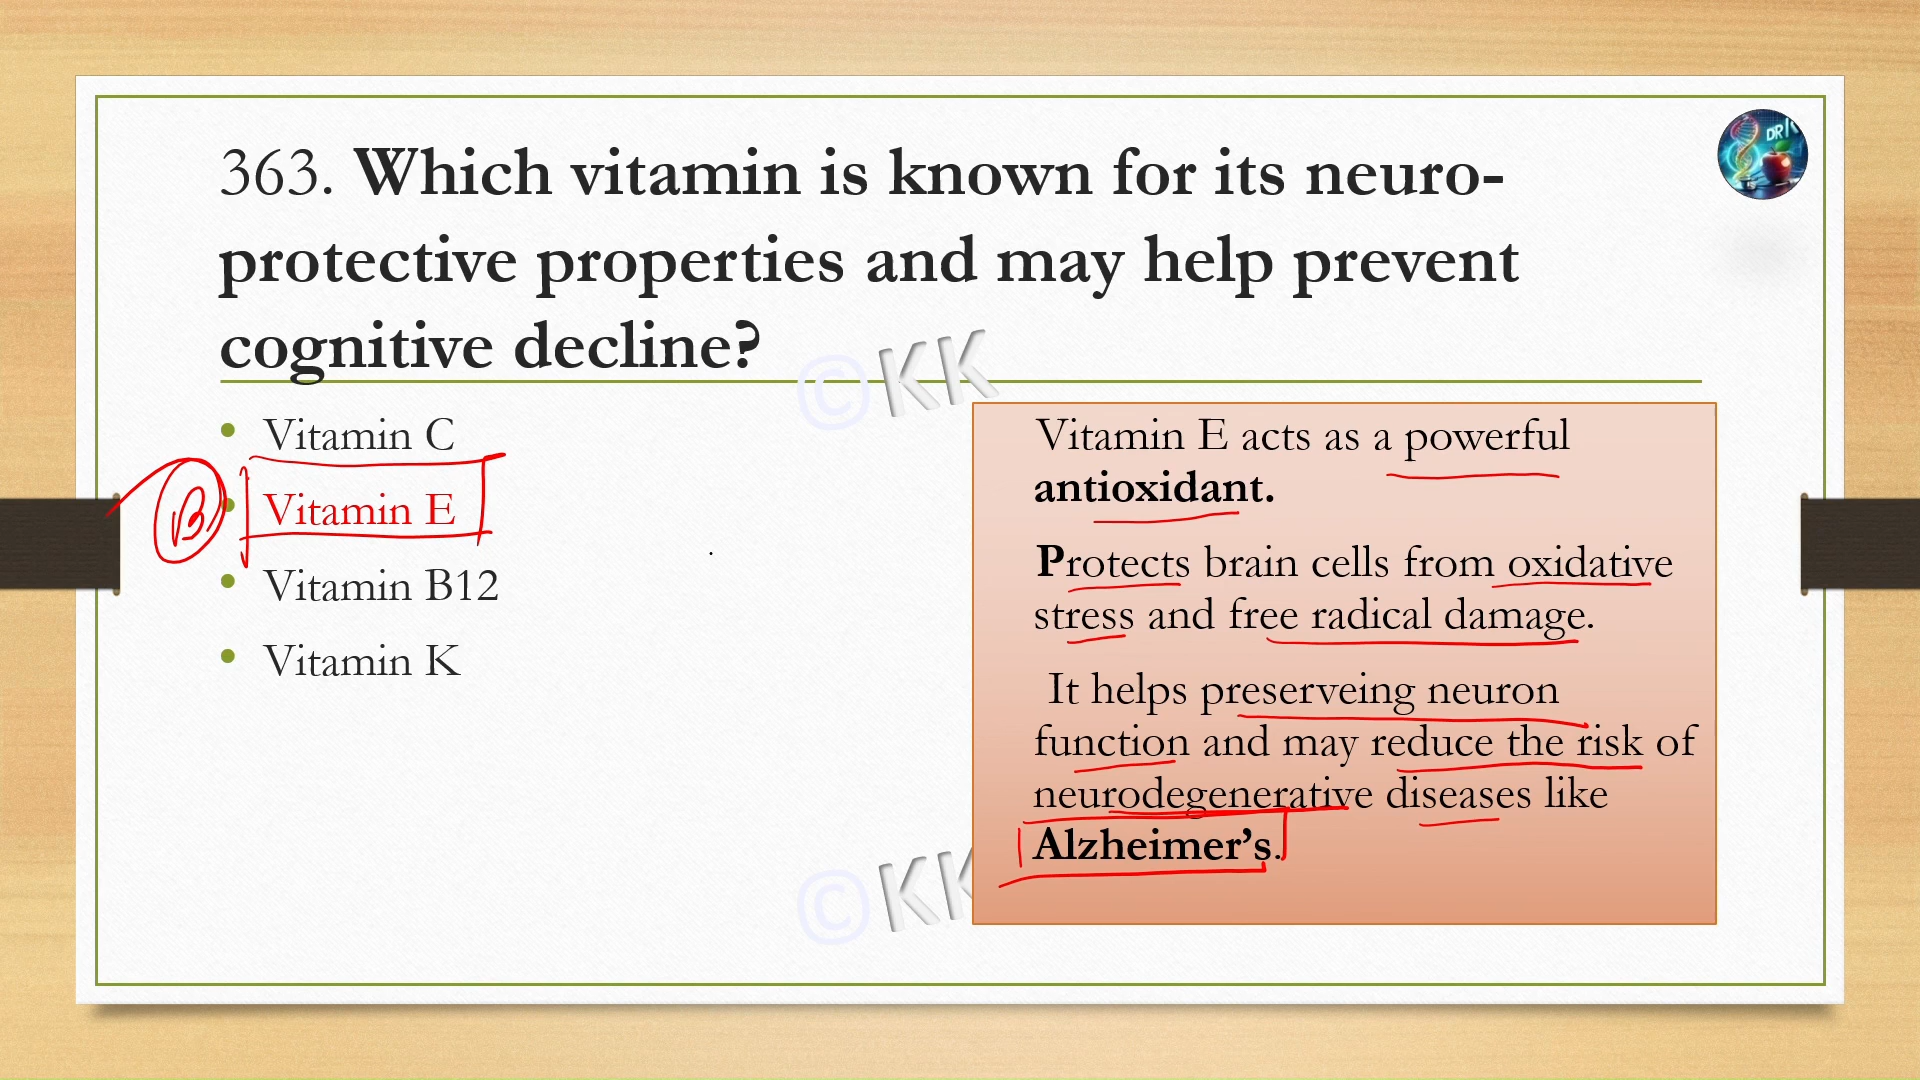 363. Which vitamin is known for its neuro-
protective properties and may help prevent
cognitive decline?
©KK
Vitamin C
Vitamin E
B
Vitamin B12
Vitamin K
Vitamin E acts as a powerful
antioxidant.
Protects brain cells from oxidative
stress and free radical damage.
It helps preserveing neuron
function and may reduce the risk of
neurodegenerative diseases like
Alzheimer's.
©KK
DR